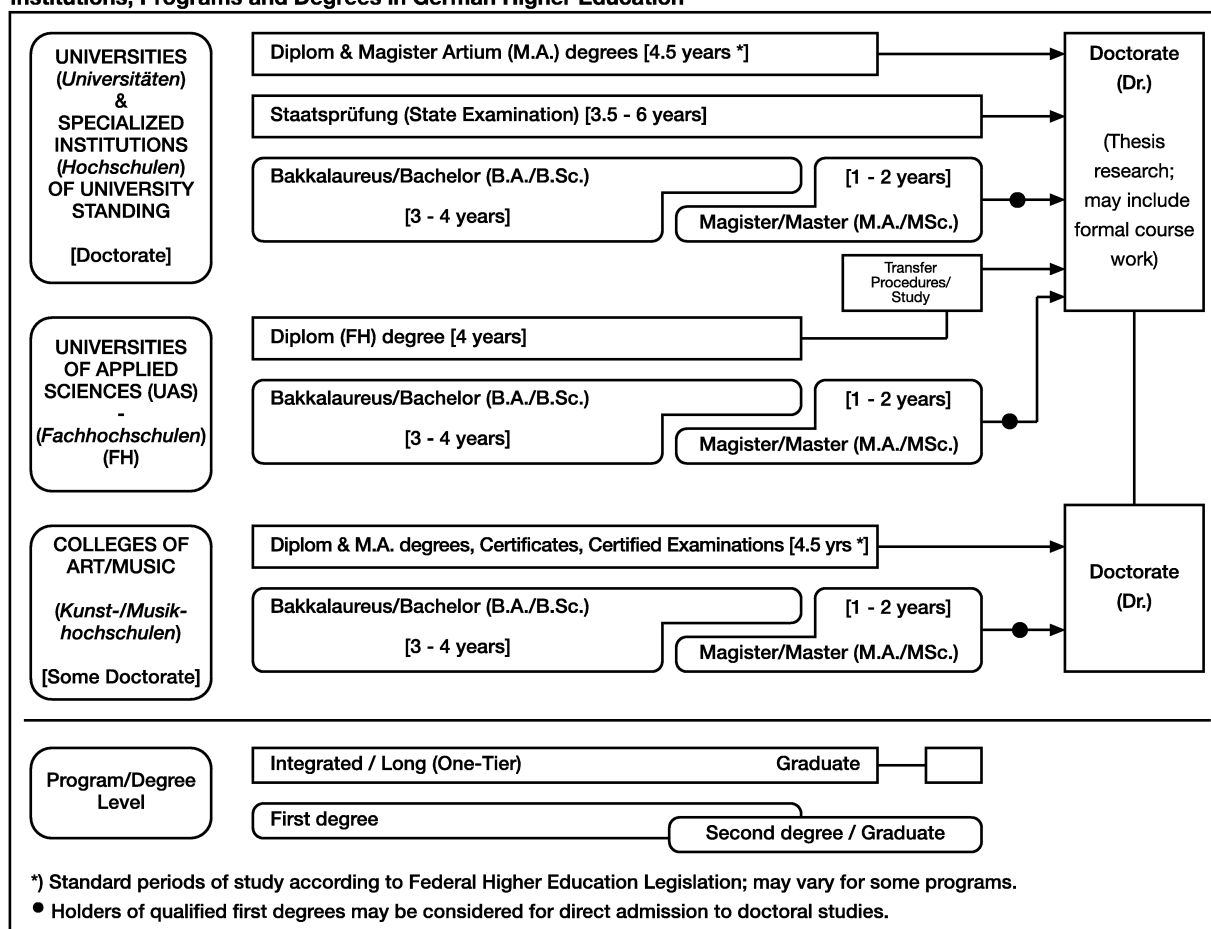 Institutions, Programs and Degrees in German Higher Education
UNIVERSITIES
(Universitäten)
&
SPECIALIZED
INSTITUTIONS
(Hochschulen)
OF UNIVERSITY
STANDING
[Doctorate]
Diplom & Magister Artium (M.A.) degrees [4.5 years *]
Staatsprüfung (State Examination) [3.5 - 6 years]
Bakkalaureus/Bachelor (B.A./B.Sc.)
[3 - 4 years]
[1 - 2 years]
Magister/Master (M.A./MSc.)
Doctorate
(Dr.)
(Thesis
research;
may include
formal course
work)
Transfer
Procedures/
Study
UNIVERSITIES
OF APPLIED
SCIENCES (UAS)
-
(Fachhochschulen)
(FH)
Diplom (FH) degree [4 years]
Bakkalaureus/Bachelor (B.A./B.Sc.)
[3 - 4 years]
[1 - 2 years]
Magister/Master (M.A./MSc.)
COLLEGES OF
ART/MUSIC
(Kunst-/Musik-
hochschulen)
[Some Doctorate]
Diplom & M.A. degrees, Certificates, Certified Examinations [4.5 yrs *]
Bakkalaureus/Bachelor (B.A./B.Sc.)
[3 - 4 years]
[1 - 2 years]
Magister/Master (M.A./MSc.)
Doctorate
(Dr.)
Program/Degree
Level
Integrated / Long (One-Tier) Graduate
First degree
Second degree / Graduate
*) Standard periods of study according to Federal Higher Education Legislation; may vary for some programs.
● Holders of qualified first degrees may be considered for direct admission to doctoral studies.